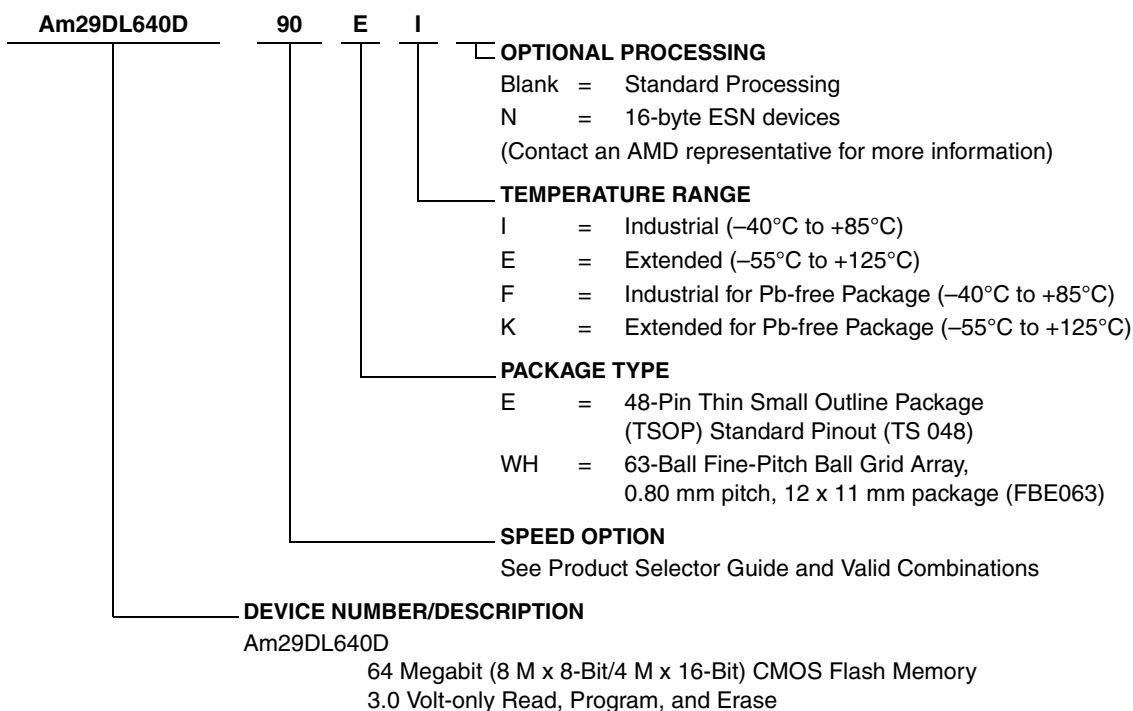 Am29DL640D 90 E I
OPTIONAL PROCESSING
Blank = Standard Processing
N = 16-byte ESN devices
(Contact an AMD representative for more information)
TEMPERATURE RANGE
I = Industrial (–40°C to +85°C)
E = Extended (–55°C to +125°C)
F = Industrial for Pb-free Package (–40°C to +85°C)
K = Extended for Pb-free Package (–55°C to +125°C)
PACKAGE TYPE
E = 48-Pin Thin Small Outline Package
(TSOP) Standard Pinout (TS 048)
WH = 63-Ball Fine-Pitch Ball Grid Array,
0.80 mm pitch, 12 x 11 mm package (FBE063)
SPEED OPTION
See Product Selector Guide and Valid Combinations
DEVICE NUMBER/DESCRIPTION
Am29DL640D
64 Megabit (8 M x 8-Bit/4 M x 16-Bit) CMOS Flash Memory
3.0 Volt-only Read, Program, and Erase